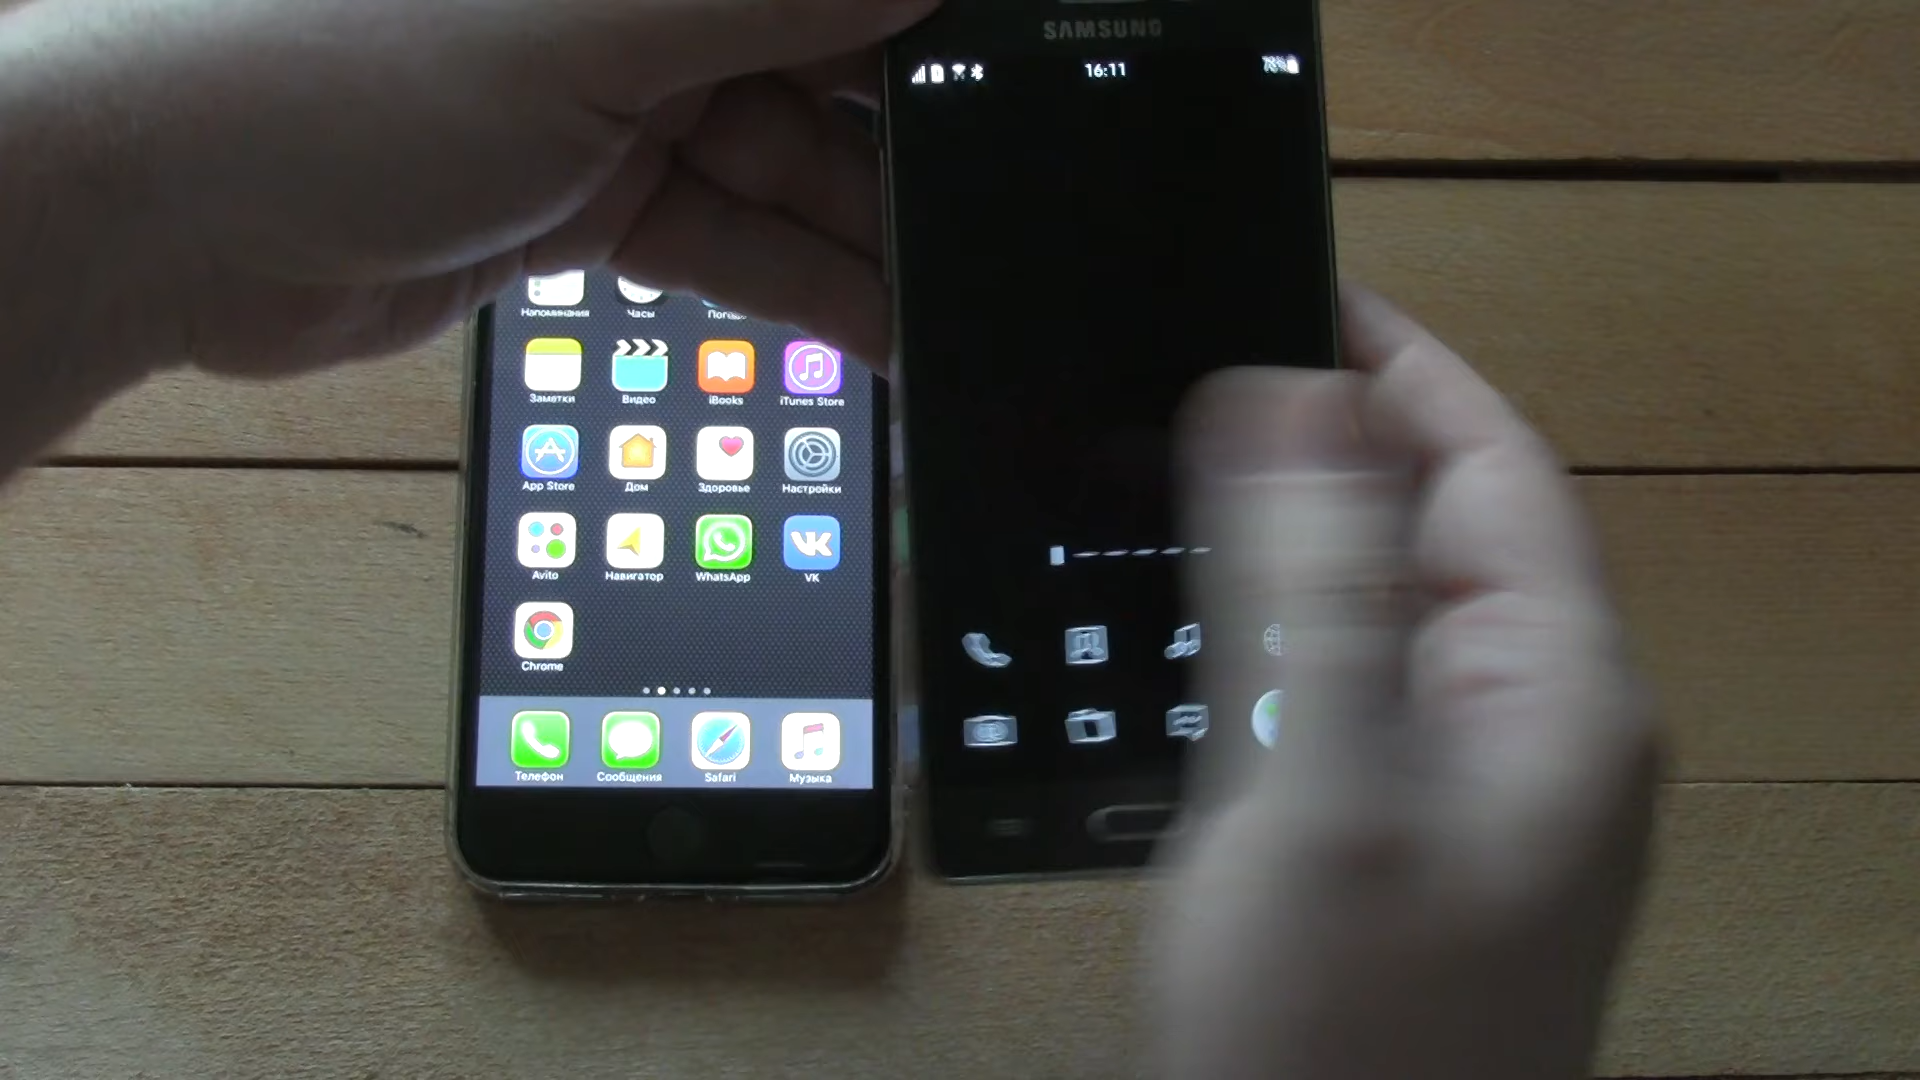 SAMSUNG
16:11
Напоминания Часы
Заметки Видео iBooks iTunes Store
App Store Дом Здоровье Настройки
Avito Навигатор WhatsApp VK
Chrome
Телефон Сообщения Safari Музыка